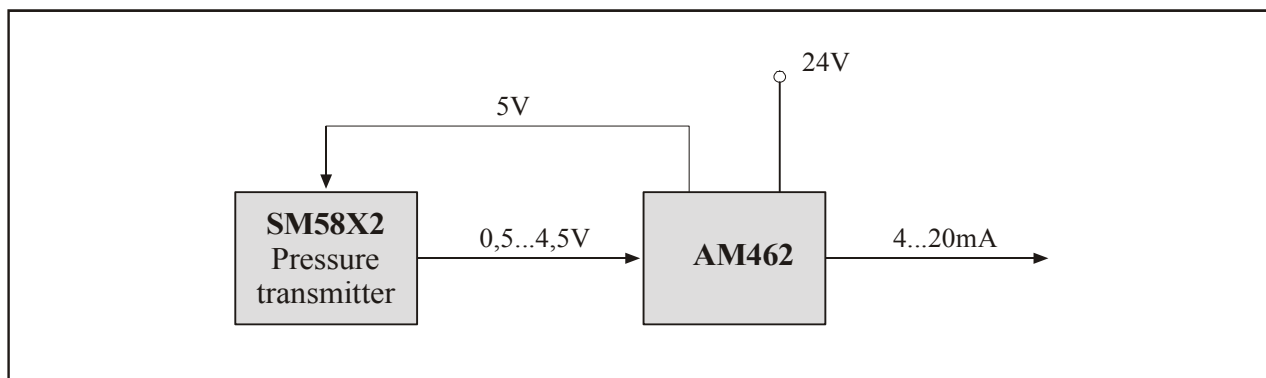 24V
5V
SM58X2
Pressure
transmitter
0,5...4,5V
AM462
4...20mA